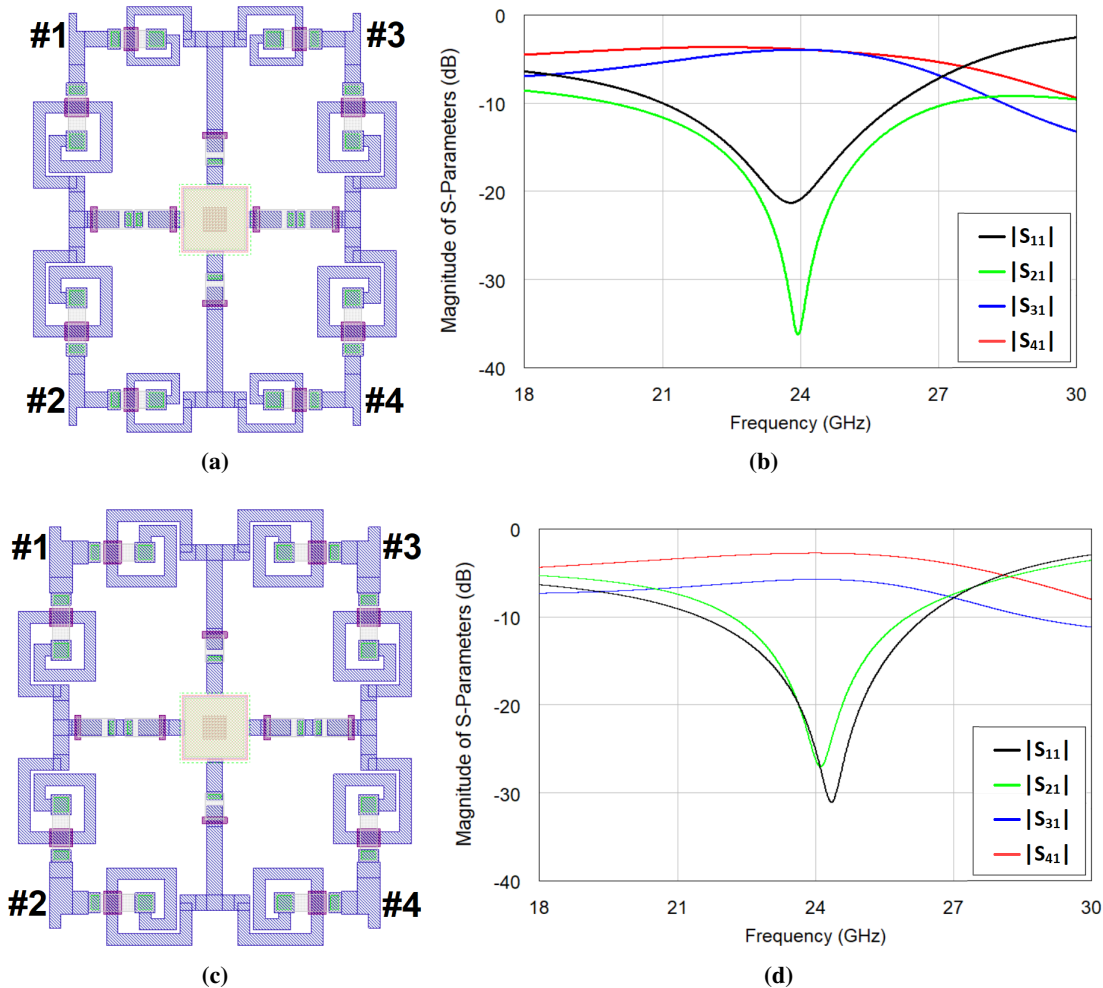 #1
#3
#2
#4
(a)
Magnitude of S-Parameters (dB)
0
-10
-20
-30
-40
18
21
24
27
30
Frequency (GHz)
|S₁₁|
|S₂₁|
|S₃₁|
|S₄₁|
(b)
#1
#3
#2
#4
(c)
Magnitude of S-Parameters (dB)
0
-10
-20
-30
-40
18
21
24
27
30
Frequency (GHz)
|S₁₁|
|S₂₁|
|S₃₁|
|S₄₁|
(d)